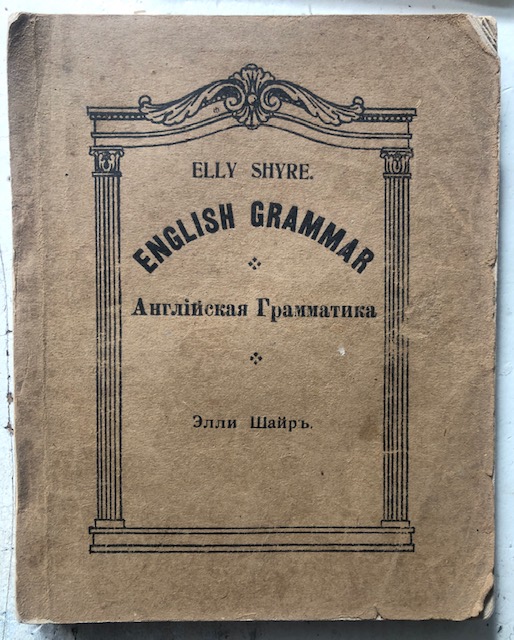 ELLY SHYRE.
ENGLISH GRAMMAR
Англійская Грамматика
Элли Шайръ.